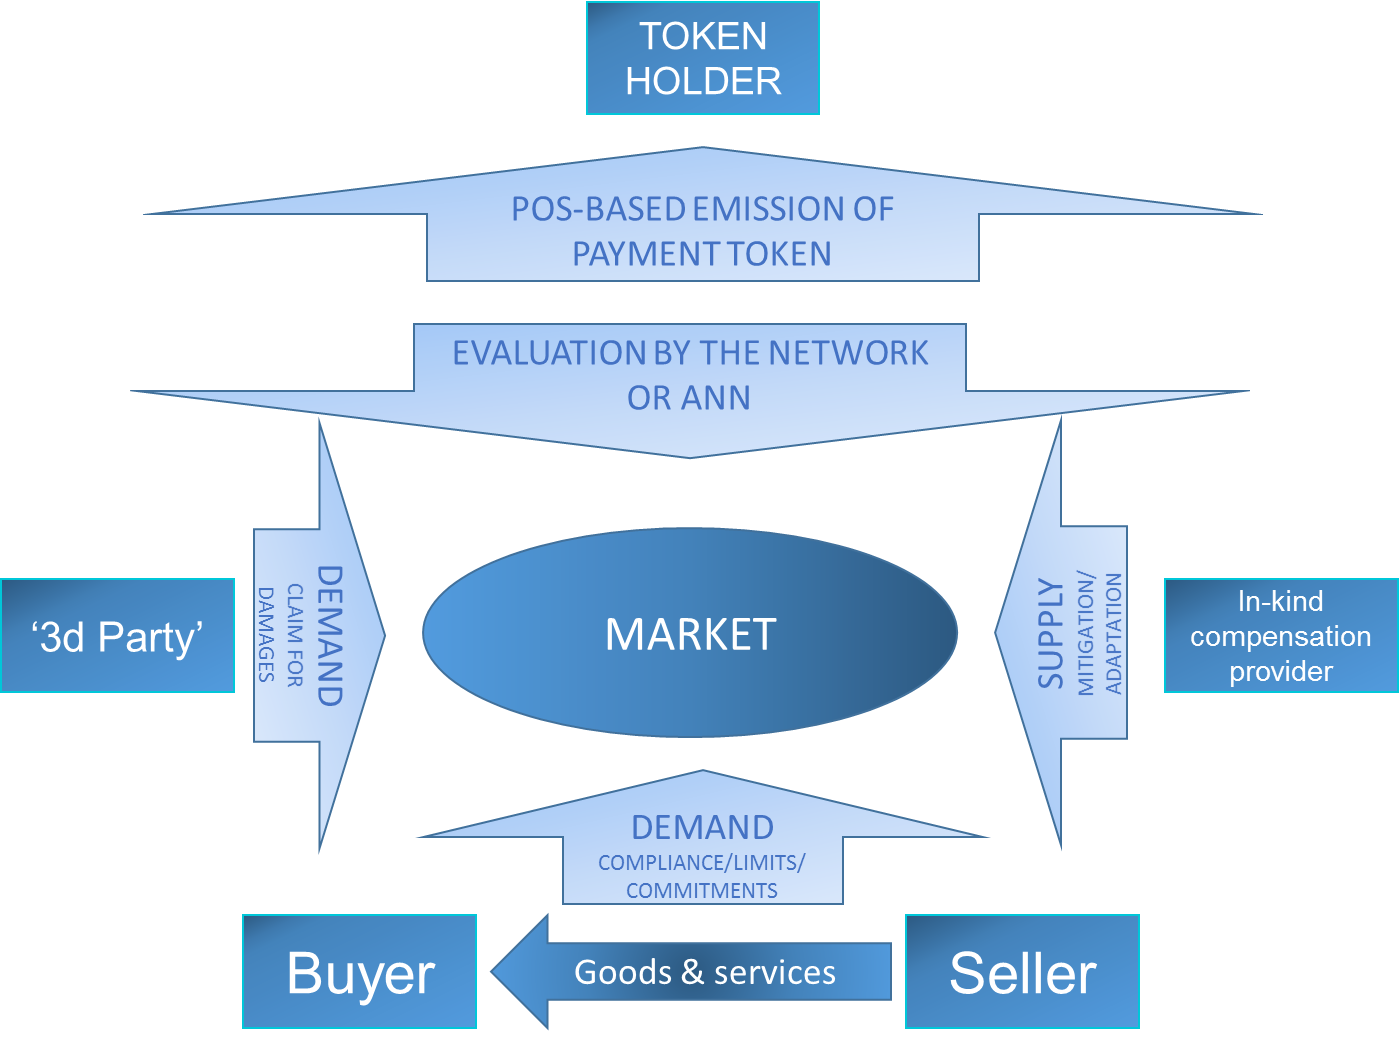 TOKEN
HOLDER
POS-BASED EMISSION OF
PAYMENT TOKEN
EVALUATION BY THE NETWORK
OR ANN
‘3d Party’
DEMAND
CLAIM FOR
DAMAGES
MARKET
SUPPLY
MITIGATION/
ADAPTATION
In-kind
compensation
provider
DEMAND
COMPLIANCE/LIMITS/
COMMITMENTS
Buyer
Goods & services
Seller